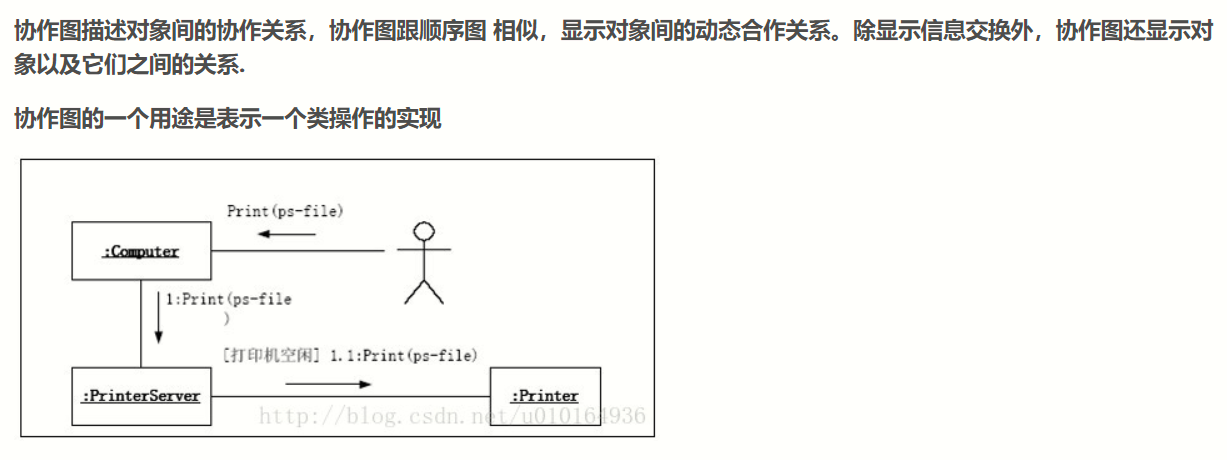 协作图描述对象间的协作关系，协作图跟顺序图 相似，显示对象间的动态合作关系。除显示信息交换外，协作图还显示对
象以及它们之间的关系.
协作图的一个用途是表示一个类操作的实现
Print(ps-file)
:Computer
1:Print(ps-file
)
[打印机空闲] 1.1:Print(ps-file)
:PrinterServer
:Printer
http://blog.csdn.net/u010164936